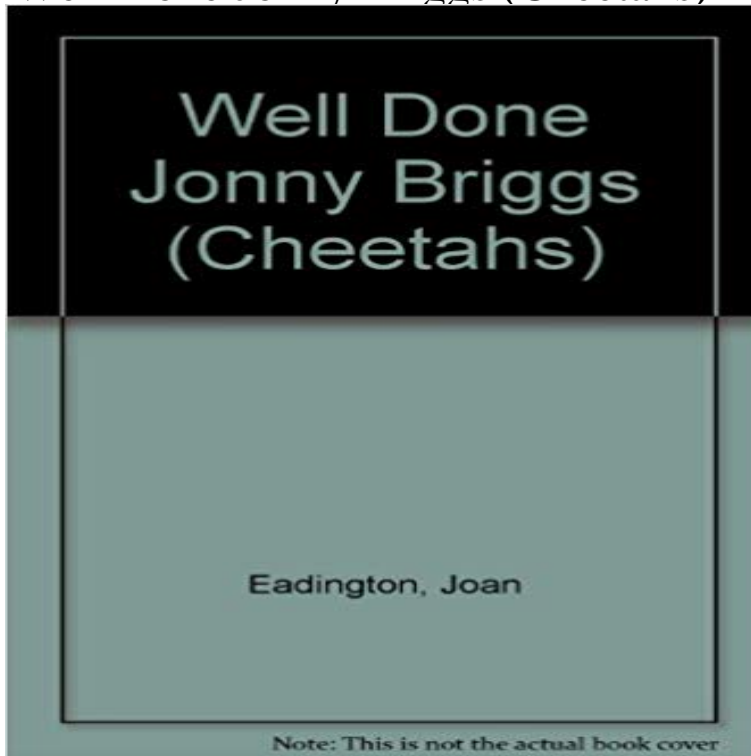 Well Done
Jonny Briggs
(Cheetahs)
Eadington, Joan
Note: This is not the actual book cover